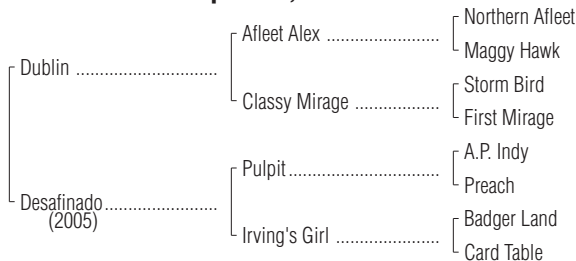 Northern Afleet
Afleet Alex ....................
Maggy Hawk
Dublin .........................
Storm Bird
Classy Mirage ...............
First Mirage
A.P. Indy
Pulpit...........................
Preach
Desafinado....................
(2005)
Badger Land
Irving's Girl ..................
Card Table